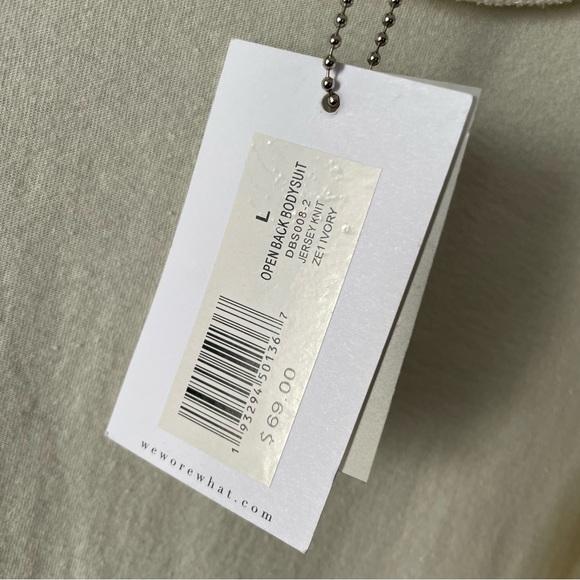 L
OPEN BACK BODYSUIT
DBS008-2
JERSEY KNIT
ZE1 IVORY
1 93294 50136 7
$ 69.00
weworewhat.com